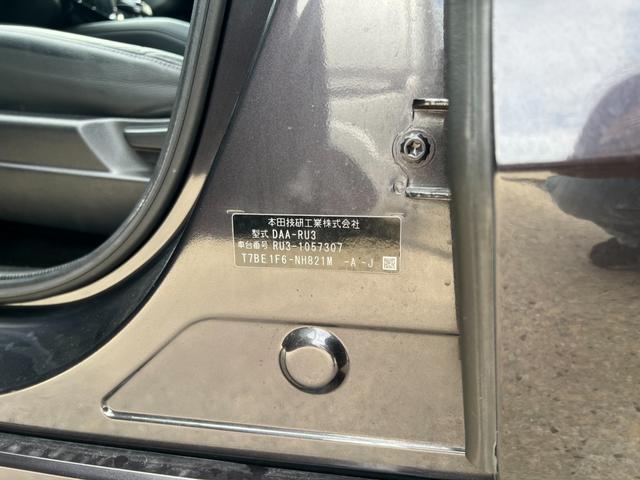 本田技研工業株式会社
型式 DAA-RU3
車台番号 RU3-1057307
T7BE1F6-NH821M -A-J